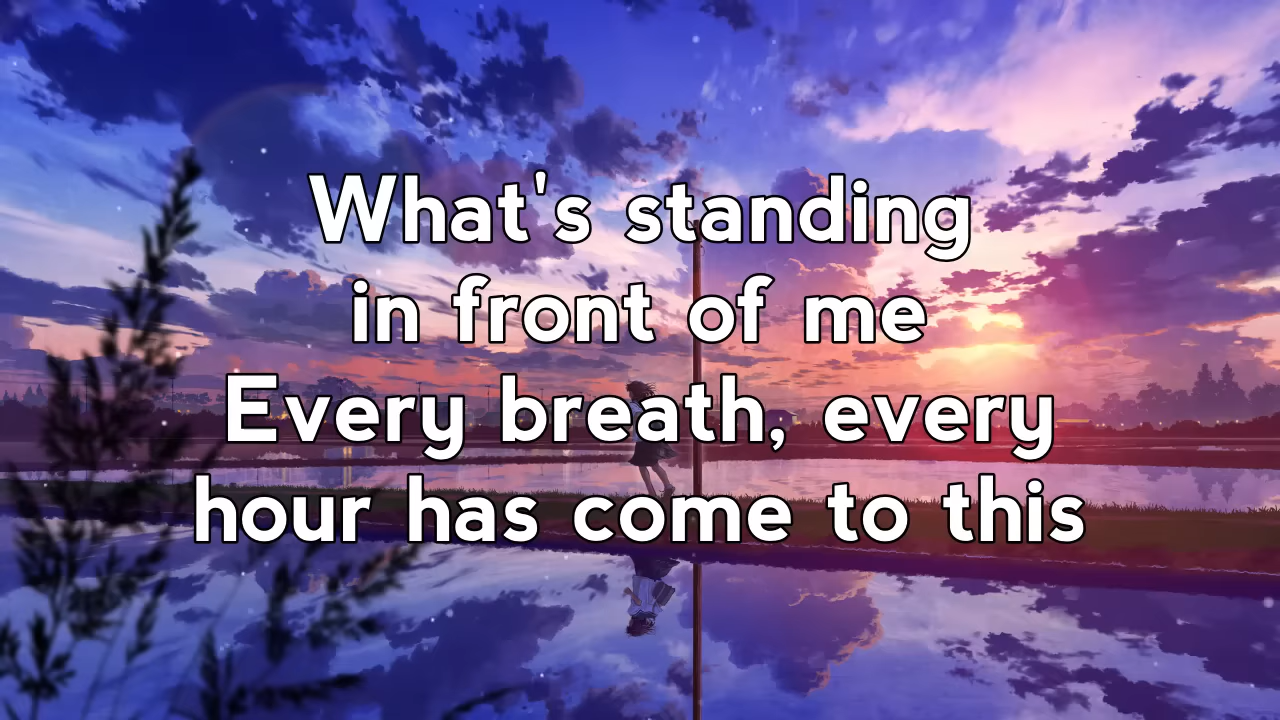 What's standing
in front of me
Every breath, every
hour has come to this